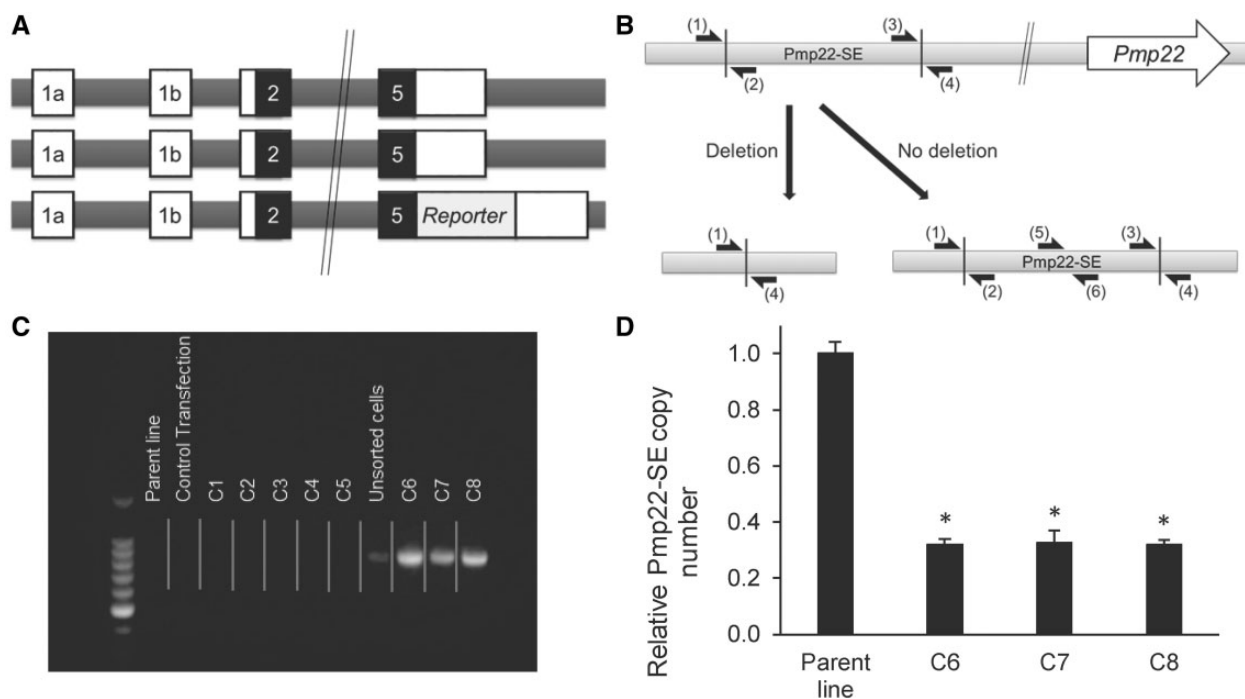 A
1a 1b 2 5
1a 1b 2 5
1a 1b 2 5 Reporter
B
(1) (3)
Pmp22-SE Pmp22
(2) (4)
Deletion No deletion
(1) (1) (5) (3)
Pmp22-SE
(4) (2) (6) (4)
C
Parent line
Control Transfection
C1
C2
C3
C4
C5
Unsorted cells
C6
C7
C8
D
Relative Pmp22-SE copy
number
1.0
0.8
0.6
0.4
0.2
0.0
* * *
Parent
line
C6 C7 C8